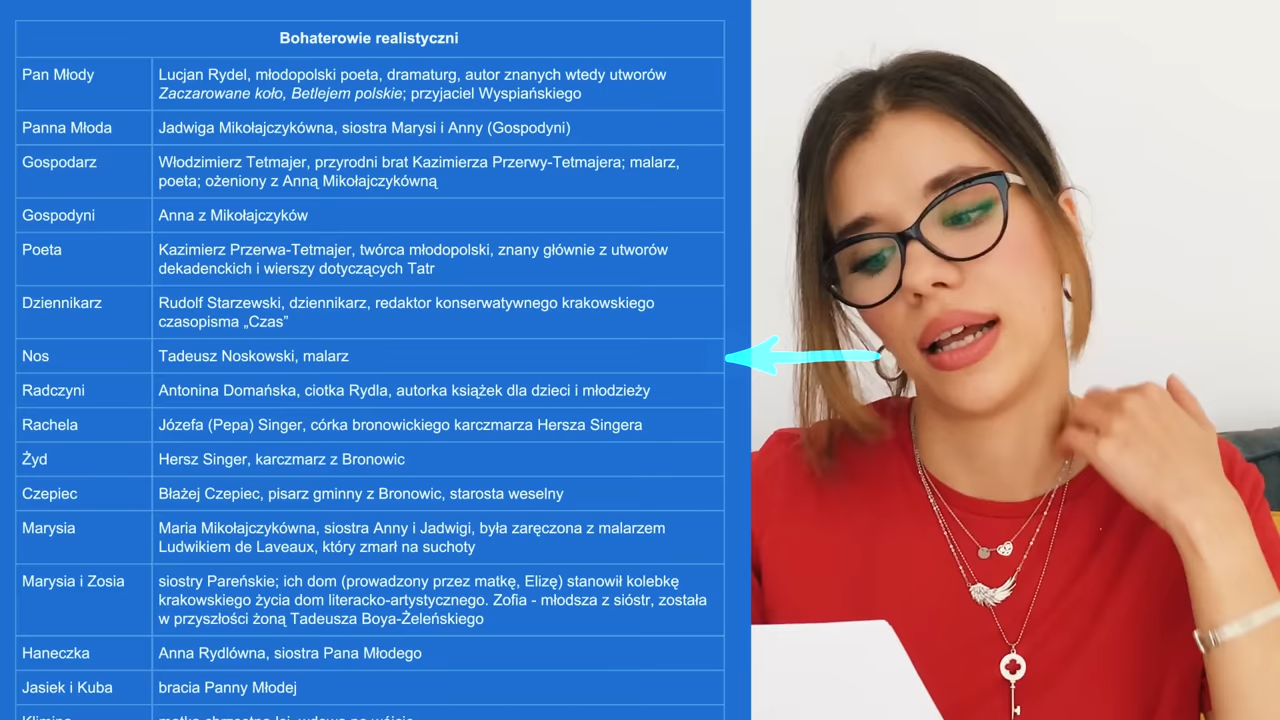 Bohaterowie realistyczni
Pan Młody
Lucjan Rydel, młodopolski poeta, dramaturg, autor znanych wtedy utworów
Zaczarowane koło, Betlejem polskie; przyjaciel Wyspiańskiego
Panna Młoda
Jadwiga Mikołajczykówna, siostra Marysi i Anny (Gospodyni)
Gospodarz
Włodzimierz Tetmajer, przyrodni brat Kazimierza Przerwy-Tetmajera; malarz,
poeta; ożeniony z Anną Mikołajczykówną
Gospodyni
Anna z Mikołajczyków
Poeta
Kazimierz Przerwa-Tetmajer, twórca młodopolski, znany głównie z utworów
dekadenckich i wierszy dotyczących Tatr
Dziennikarz
Rudolf Starzewski, dziennikarz, redaktor konserwatywnego krakowskiego
czasopisma „Czas”
Nos
Tadeusz Noskowski, malarz
Radczyni
Antonina Domańska, ciotka Rydla, autorka książek dla dzieci i młodzieży
Rachela
Józefa (Pepa) Singer, córka bronowickiego karczmarza Hersza Singera
Żyd
Hersz Singer, karczmarz z Bronowic
Czepiec
Błażej Czepiec, pisarz gminny z Bronowic, starosta weselny
Marysia
Maria Mikołajczykówna, siostra Anny i Jadwigi, była zaręczona z malarzem
Ludwikiem de Laveaux, który zmarł na suchoty
Marysia i Zosia
siostry Pareńskie; ich dom (prowadzony przez matkę, Elizę) stanowił kolebkę
krakowskiego życia dom literacko-artystycznego. Zofia - młodsza z sióstr, została
w przyszłości żoną Tadeusza Boya-Żeleńskiego
Haneczka
Anna Rydlówna, siostra Pana Młodego
Jasiek i Kuba
bracia Panny Młodej